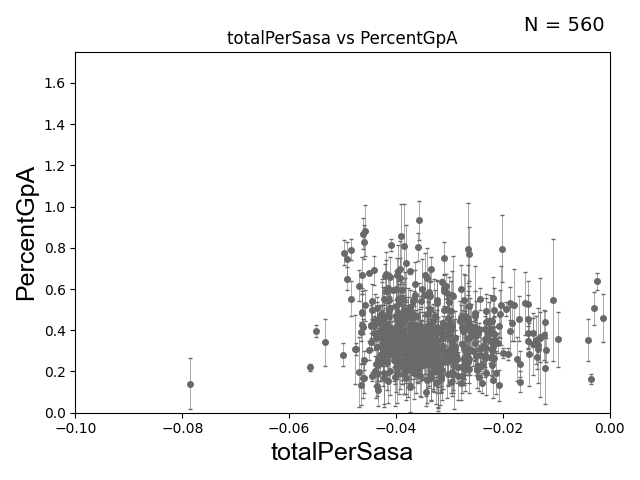 N = 560
totalPerSasa vs PercentGpA
PercentGpA
1.6
1.4
1.2
1.0
0.8
0.6
0.4
0.2
0.0
−0.10 −0.08 −0.06 −0.04 −0.02 0.00
totalPerSasa